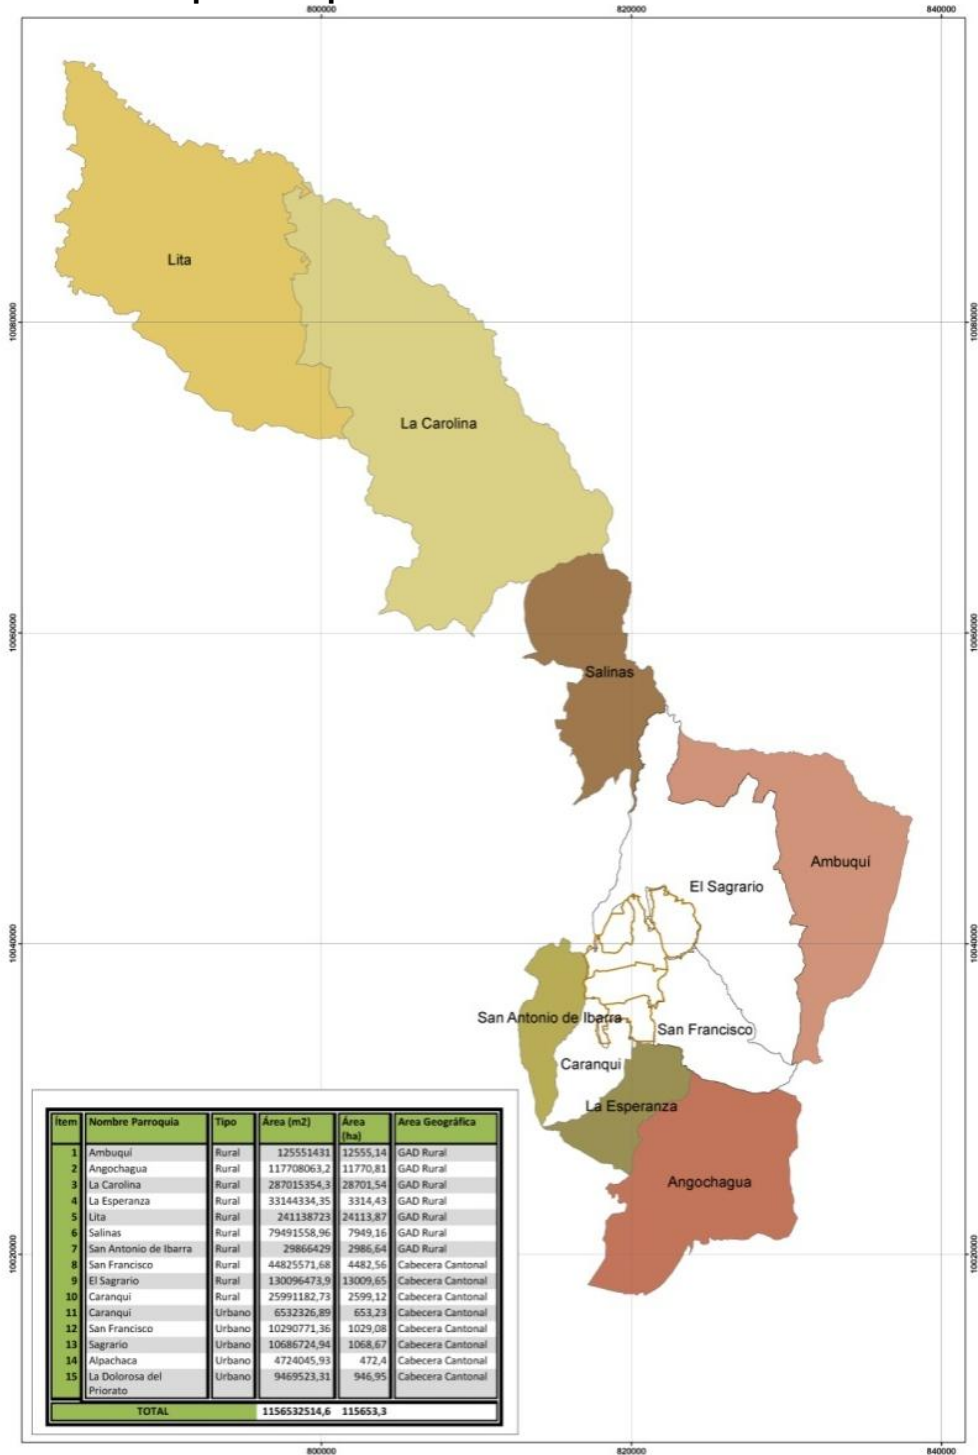 800000 820000 840000
Lita
10080000 10080000
La Carolina
10060000 10060000
Salinas
Ambuquí
El Sagrario
10040000 10040000
San Antonio de Ibarra
San Francisco
Caranqui
La Esperanza
Angochagua
10020000 10020000
Ítem Nombre Parroquia Tipo Área (m2) Área (ha) Area Geográfica
1 Ambuquí Rural 125551431 12555,14 GAD Rural
2 Angochagua Rural 117708063,2 11770,81 GAD Rural
3 La Carolina Rural 287015354,3 28701,54 GAD Rural
4 La Esperanza Rural 33144334,35 3314,43 GAD Rural
5 Lita Rural 241138723 24113,87 GAD Rural
6 Salinas Rural 79491558,96 7949,16 GAD Rural
7 San Antonio de Ibarra Rural 29866429 2986,64 GAD Rural
8 San Francisco Rural 44825571,68 4482,56 Cabecera Cantonal
9 El Sagrario Rural 130096473,9 13009,65 Cabecera Cantonal
10 Caranqui Rural 25991182,73 2599,12 Cabecera Cantonal
11 Caranqui Urbano 6532326,89 653,23 Cabecera Cantonal
12 San Francisco Urbano 10290771,36 1029,08 Cabecera Cantonal
13 Sagrario Urbano 10686724,94 1068,67 Cabecera Cantonal
14 Alpachaca Urbano 4724045,93 472,4 Cabecera Cantonal
15 La Dolorosa del Priorato Urbano 9469523,31 946,95 Cabecera Cantonal
TOTAL 1156532514,6 115653,3
800000 820000 840000